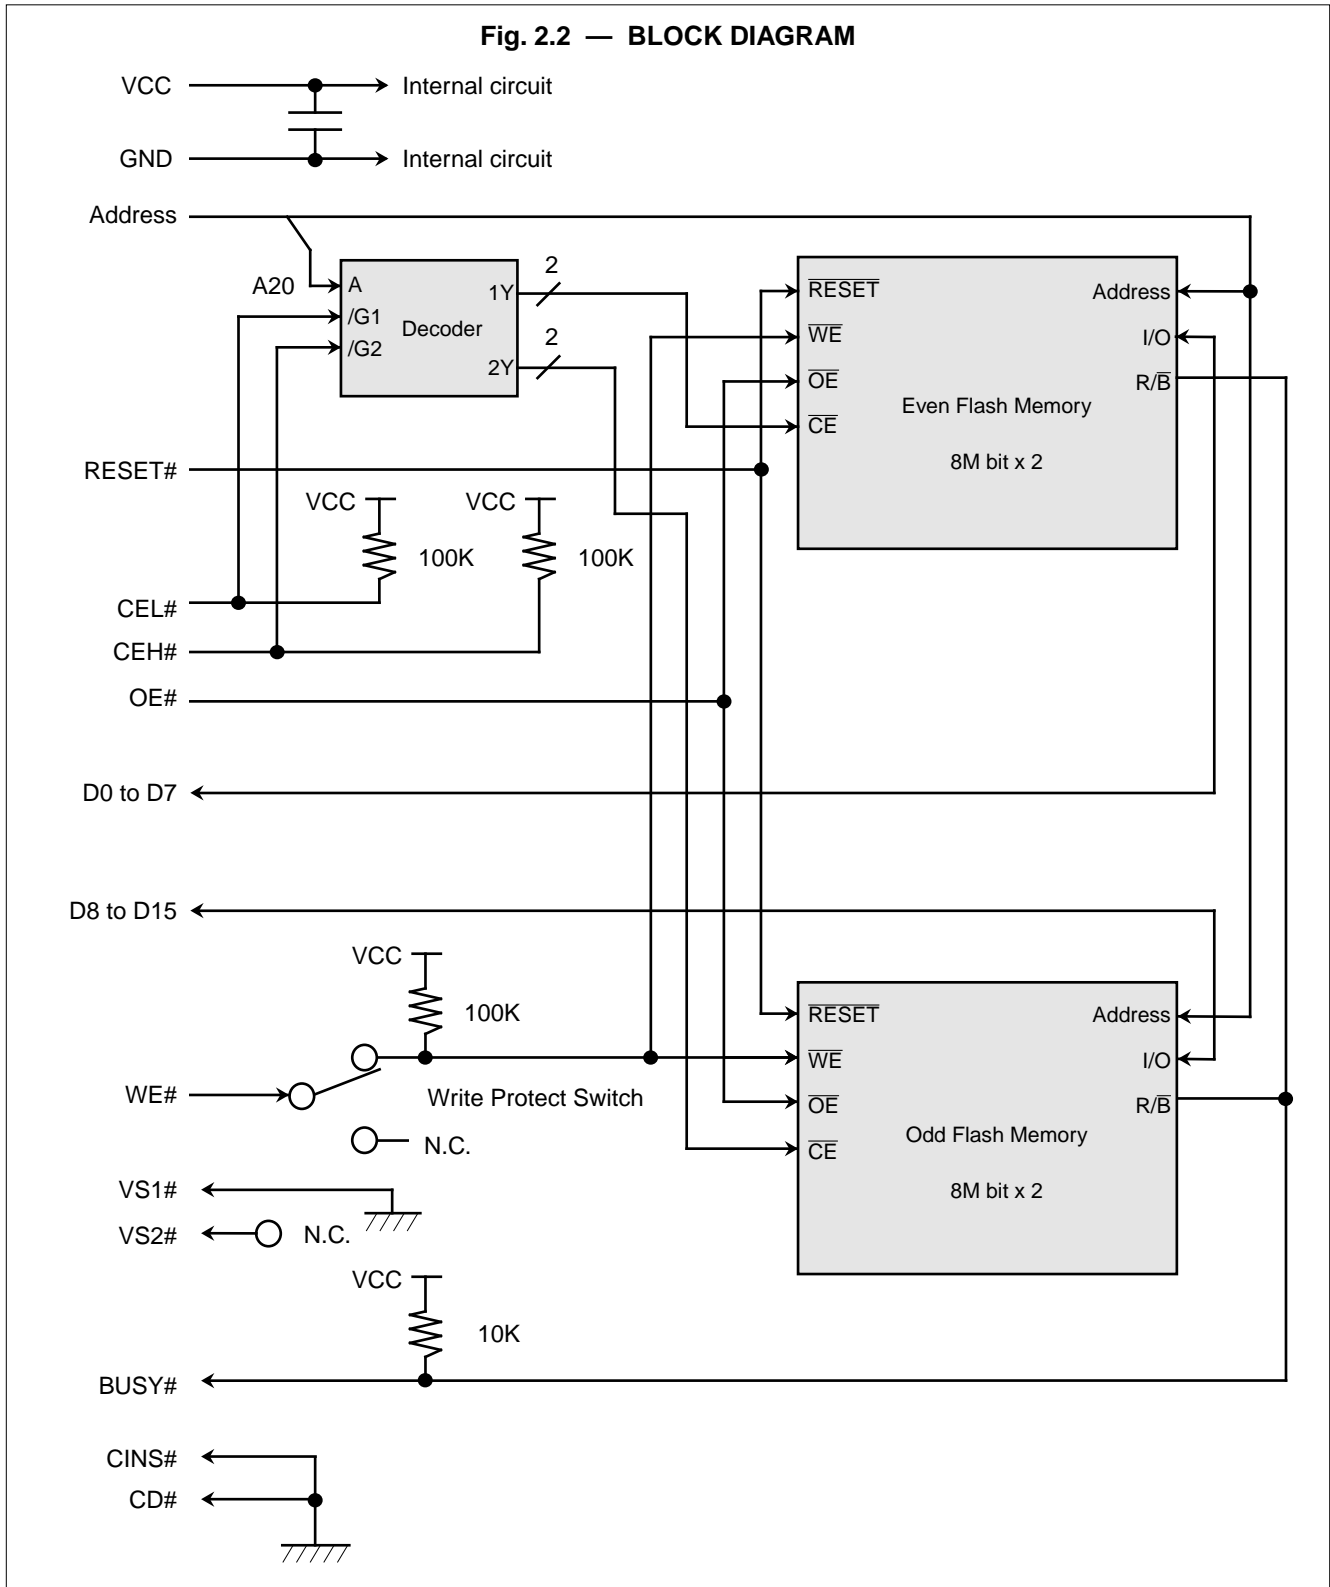 Fig. 2.2 — BLOCK DIAGRAM
VCC
Internal circuit
GND
Internal circuit
Address
A20
A
/G1
/G2
Decoder
1Y
2Y
2
2
RESET
WE
OE
CE
Address
I/O
R/B
Even Flash Memory
8M bit x 2
RESET#
VCC
100K
VCC
100K
CEL#
CEH#
OE#
D0 to D7
D8 to D15
VCC
100K
WE#
Write Protect Switch
N.C.
RESET
WE
OE
CE
Address
I/O
R/B
Odd Flash Memory
8M bit x 2
VS1#
VS2#
N.C.
VCC
10K
BUSY#
CINS#
CD#